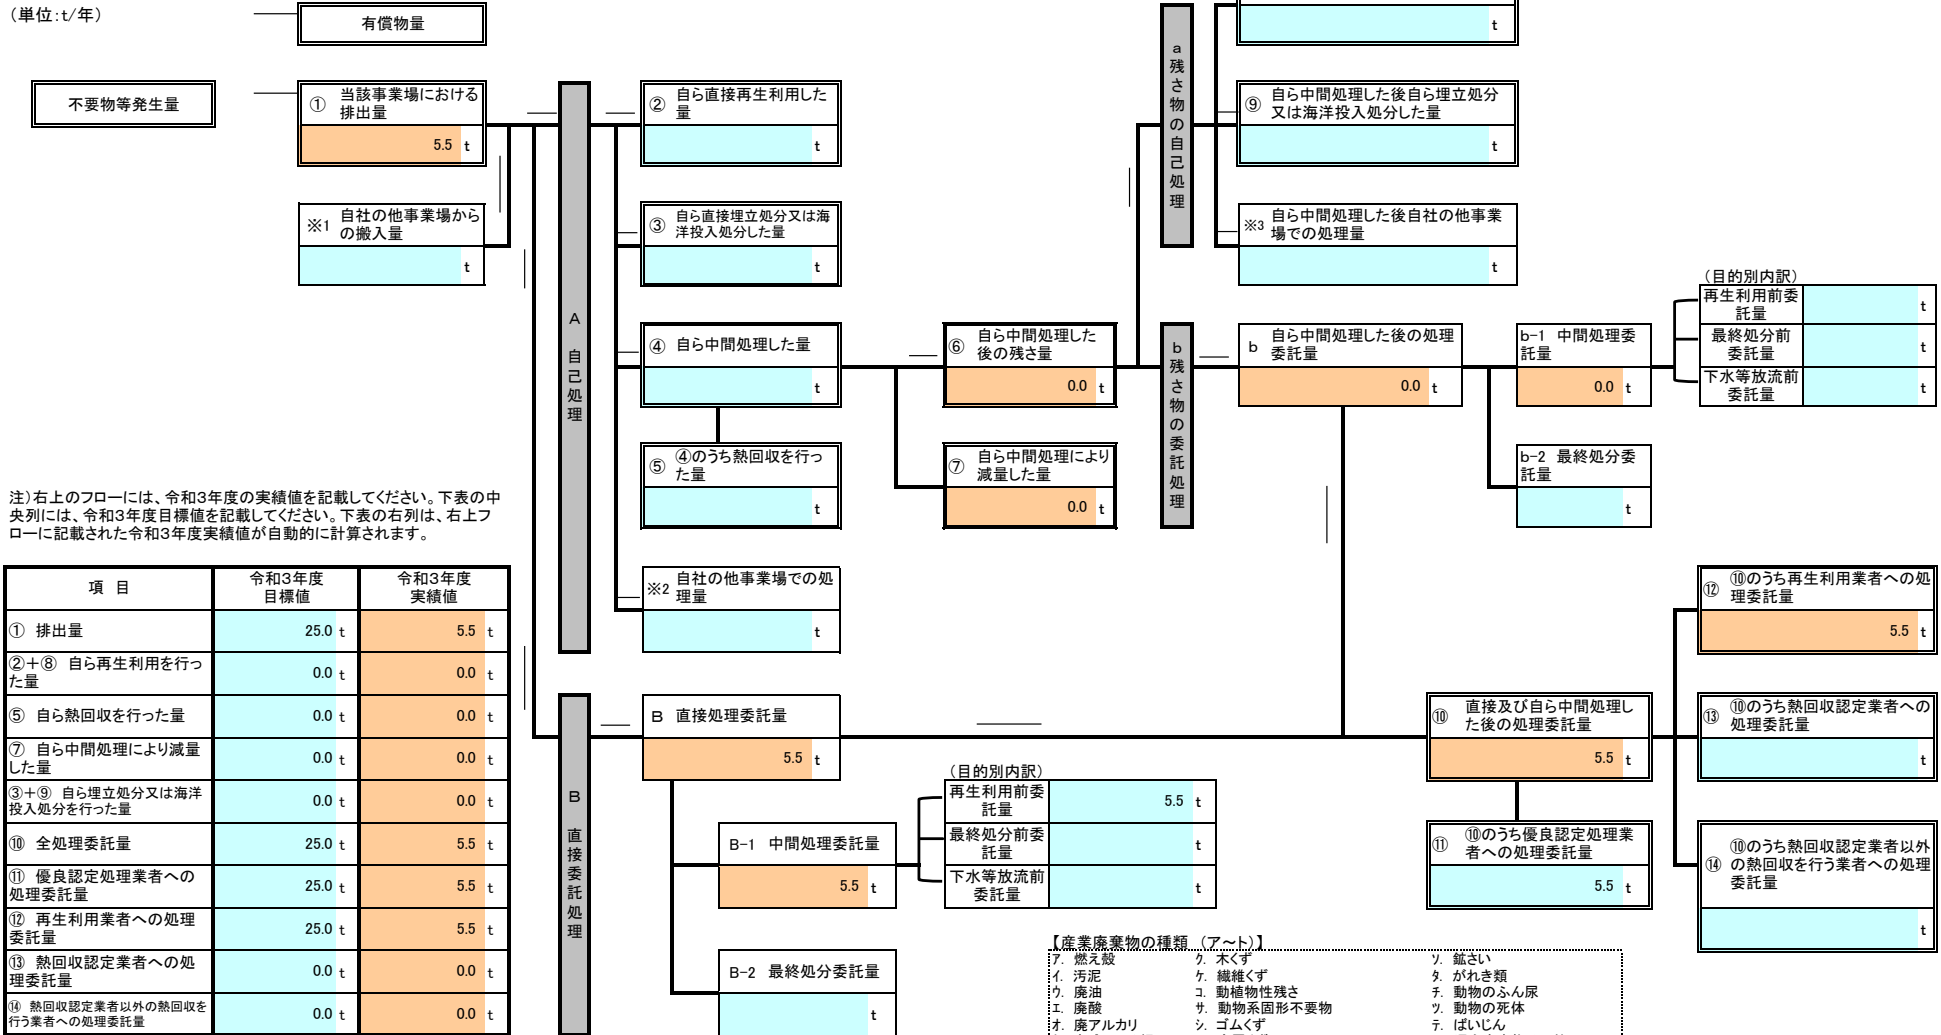 (単位:t/年)
有償物量
t
不要物等発生量
① 当該事業場における
排出量
5.5 t
※1 自社の他事業場から
の搬入量
t
A 自己処理
② 自ら直接再生利用した
量
t
③ 自ら直接埋立処分又は海
洋投入処分した量
t
④ 自ら中間処理した量
t
⑤ ④のうち熱回収を行っ
た量
t
※2 自社の他事業場での処
理量
t
⑥ 自ら中間処理した
後の残さ量
0.0 t
⑦ 自ら中間処理により
減量した量
0.0 t
a 残さ物の自己処理
⑨ 自ら中間処理した後自ら埋立処分
又は海洋投入処分した量
t
※3 自ら中間処理した後自社の他事業
場での処理量
t
b 残さ物の委託処理
b 自ら中間処理した後の処理
委託量
0.0 t
b-1 中間処理委
託量
0.0 t
b-2 最終処分委
託量
t
(目的別内訳)
再生利用前委
託量
t
最終処分前
委託量
t
下水等放流前
委託量
t
注)右上のフローには、令和3年度の実績値を記載してください。下表の中
央列には、令和3年度目標値を記載してください。下表の右列は、右上フ
ローに記載された令和3年度実績値が自動的に計算されます。
項 目 令和3年度 目標値 令和3年度 実績値
① 排出量 25.0 t 5.5 t
②+⑧ 自ら再生利用を行っ
た量 0.0 t 0.0 t
⑤ 自ら熱回収を行った量 0.0 t 0.0 t
⑦ 自ら中間処理により減量
した量 0.0 t 0.0 t
③+⑨ 自ら埋立処分又は海洋
投入処分を行った量 0.0 t 0.0 t
⑩ 全処理委託量 25.0 t 5.5 t
⑪ 優良認定処理業者への
処理委託量 25.0 t 5.5 t
⑫ 再生利用業者への処理
委託量 25.0 t 5.5 t
⑬ 熱回収認定業者への処
理委託量 0.0 t 0.0 t
⑭ 熱回収認定業者以外の熱回収を
行う業者への処理委託量 0.0 t 0.0 t
B 直接委託処理
B 直接処理委託量
5.5 t
B-1 中間処理委託量
5.5 t
B-2 最終処分委託量
t
(目的別内訳)
再生利用前委
託量
5.5 t
最終処分前委
託量
t
下水等放流前
委託量
t
⑩ 直接及び自ら中間処理し
た後の処理委託量
5.5 t
⑪ ⑩のうち優良認定処理業
者への処理委託量
5.5 t
⑫ ⑩のうち再生利用業者への処
理委託量
5.5 t
⑬ ⑩のうち熱回収認定業者への
処理委託量
t
⑭ ⑩のうち熱回収認定業者以外
の熱回収を行う業者への処理
委託量
t
【産業廃棄物の種類 (ア〜ト)】
ア. 燃え殻 ク. 木くず ソ. 鉱さい
イ. 汚泥 ケ. 繊維くず タ. がれき類
ウ. 廃油 コ. 動植物性残さ チ. 動物のふん尿
エ. 廃酸 サ. 動物系固形不要物 ツ. 動物の死体
オ. 廃アルカリ シ. ゴムくず テ. ばいじん